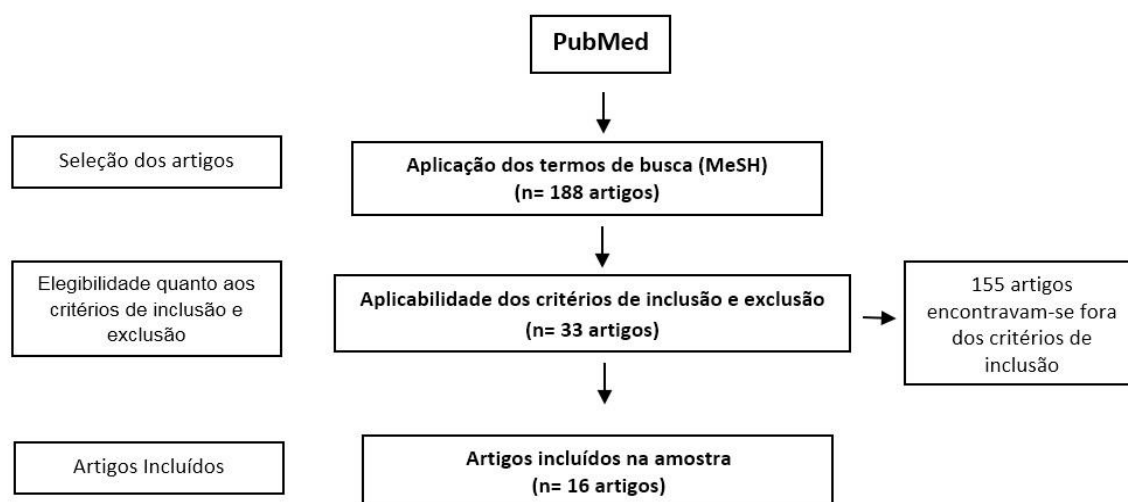 PubMed
Seleção dos artigos
Aplicação dos termos de busca (MeSH)
(n= 188 artigos)
Elegibilidade quanto aos
critérios de inclusão e
exclusão
Aplicabilidade dos critérios de inclusão e exclusão
(n= 33 artigos)
155 artigos
encontravam-se fora
dos critérios de
inclusão
Artigos Incluídos
Artigos incluídos na amostra
(n= 16 artigos)